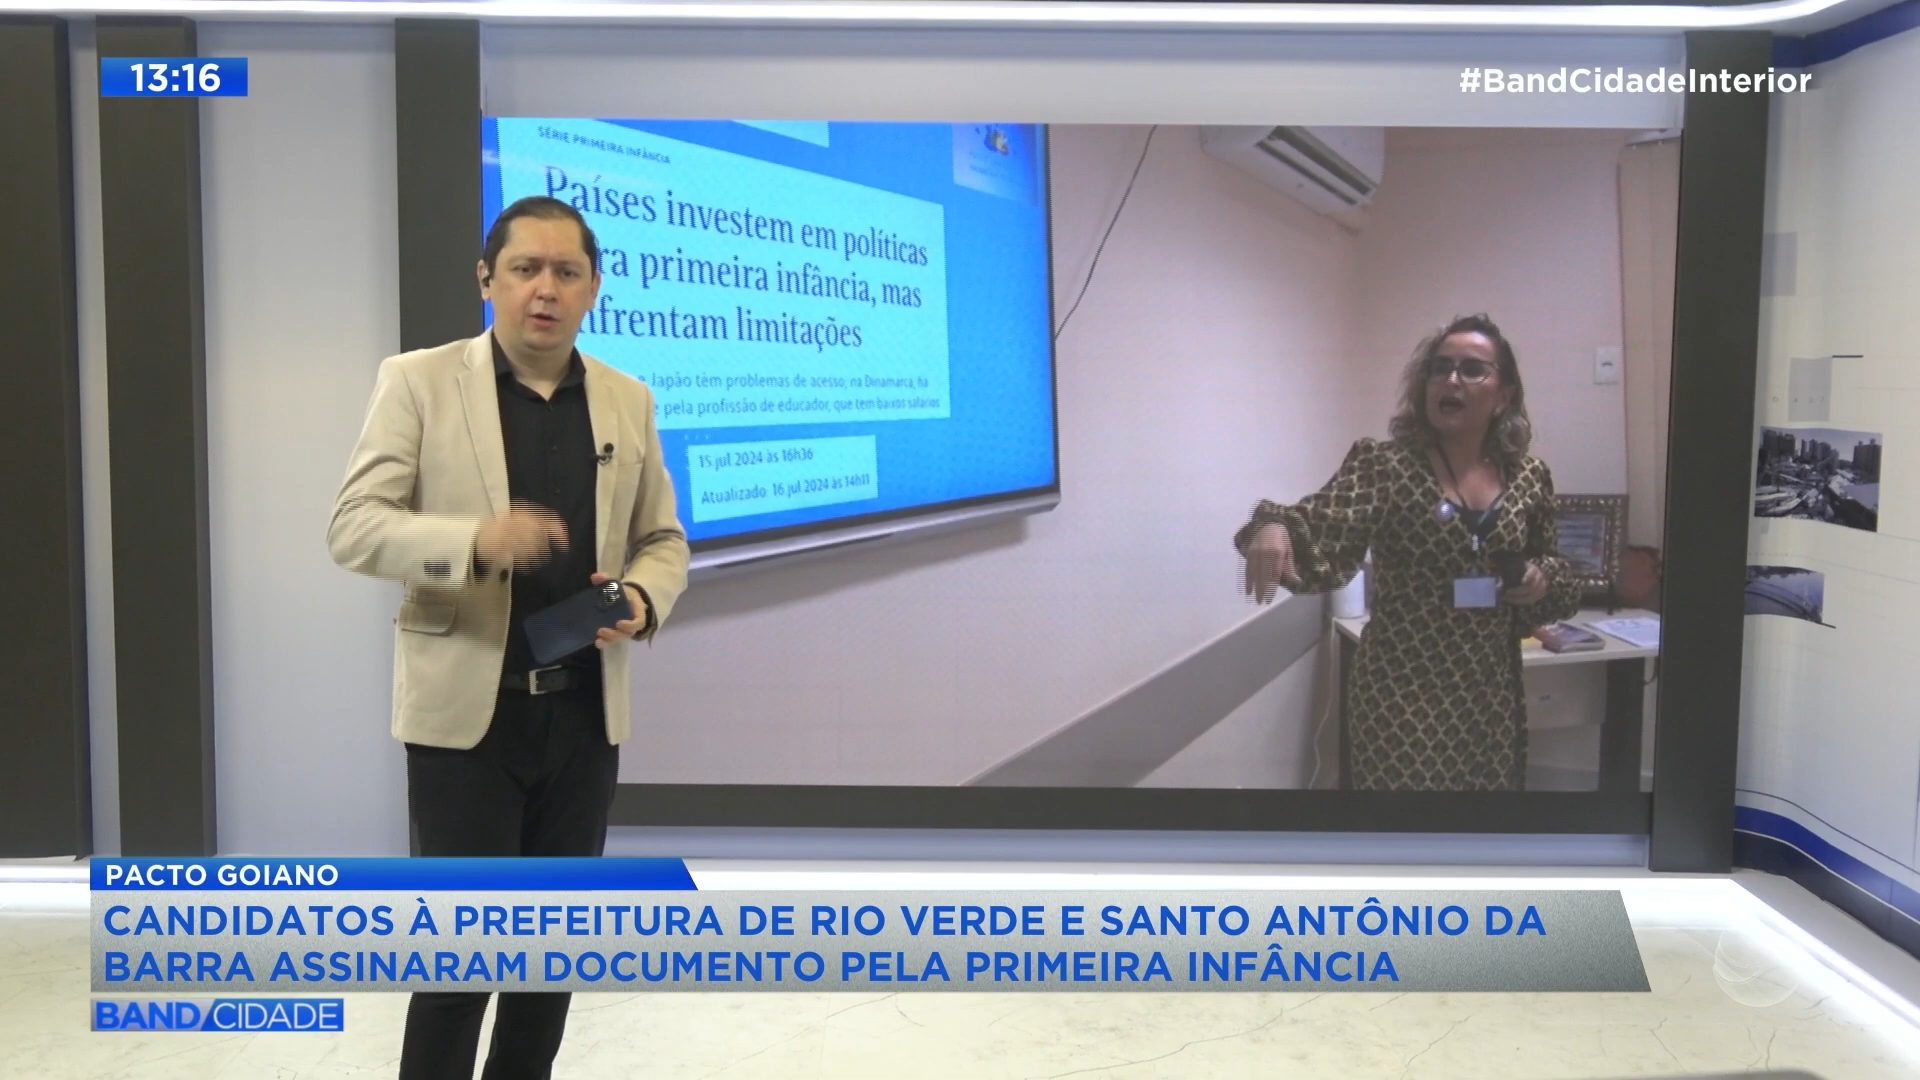 13:16
#BandCidadeInterior
SÉRIE PRIMEIRA INFÂNCIA
Países investem em políticas
ra primeira infância, mas
nfrentam limitações
e Japão têm problemas de acesso; na Dinamarca, há
e pela profissão de educador, que tem baixos salários
15 jul 2024 às 16h36
Atualizado: 16 jul 2024 às 14h11
PACTO GOIANO
CANDIDATOS À PREFEITURA DE RIO VERDE E SANTO ANTÔNIO DA
BARRA ASSINARAM DOCUMENTO PELA PRIMEIRA INFÂNCIA
BAND/CIDADE